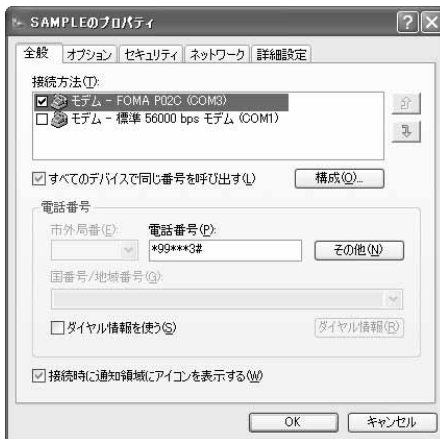 SAMPLEのプロパティ
全般 オプション セキュリティ ネットワーク 詳細設定
接続方法(T):
モデム - FOMA P02C (COM3)
モデム - 標準 56000 bps モデム (COM1)
すべてのデバイスで同じ番号を呼び出す(L) 構成(O)...
電話番号
市外局番(E): 電話番号(P):
*99***3# その他(N)
国番号/地域番号(G):
ダイヤル情報を使う(S) ダイヤル情報(R)
接続時に通知領域にアイコンを表示する(W)
OK キャンセル